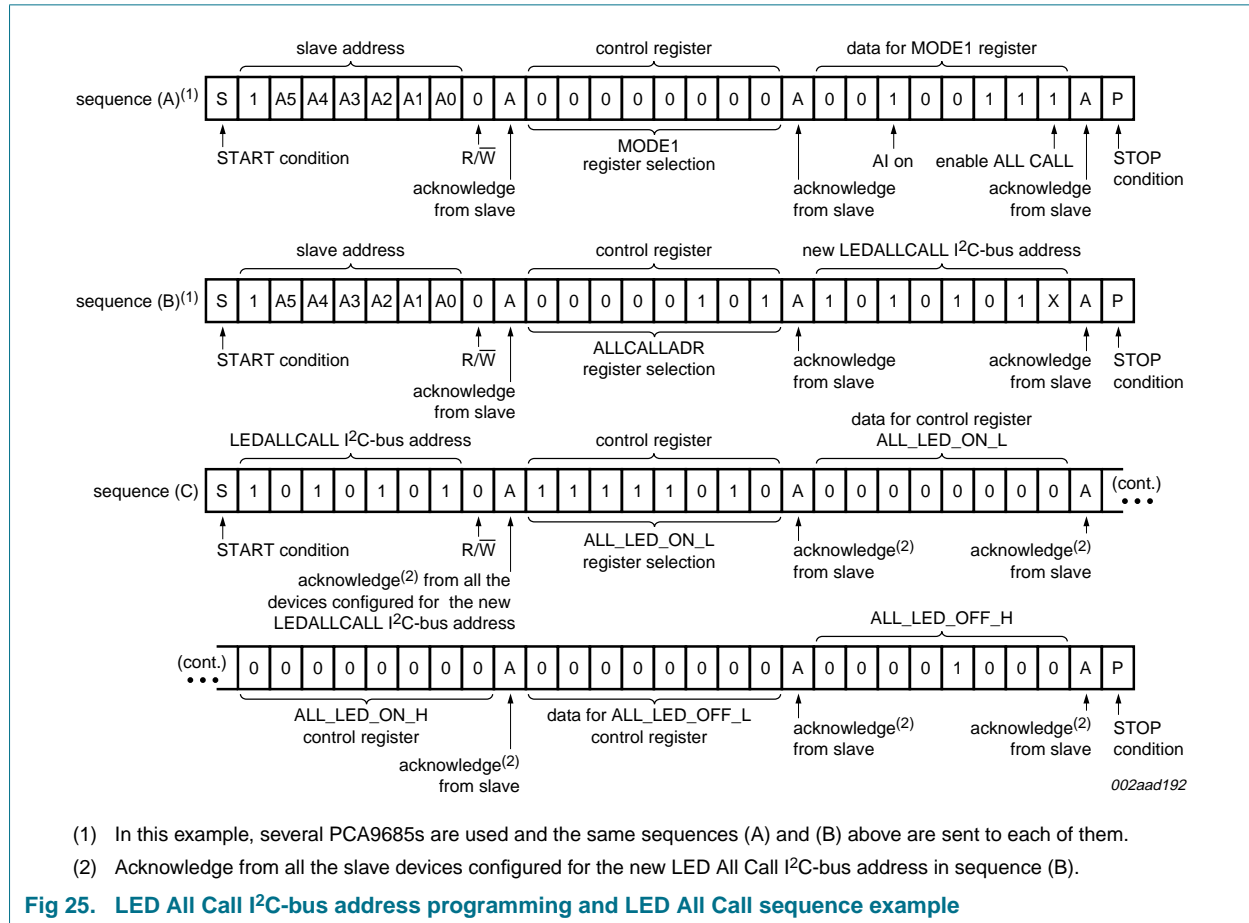 slave address control register data for MODE1 register
sequence (A)(1) S 1 A5 A4 A3 A2 A1 A0 0 A 0 0 0 0 0 0 0 0 A 0 0 1 0 0 1 1 1 A P
START condition R/W̅ MODE1 register selection AI on enable ALL CALL STOP condition
acknowledge from slave acknowledge from slave acknowledge from slave
slave address control register new LEDALLCALL I²C-bus address
sequence (B)(1) S 1 A5 A4 A3 A2 A1 A0 0 A 0 0 0 0 0 1 0 1 A 1 0 1 0 1 0 1 X A P
START condition R/W̅ ALLCALLADR register selection acknowledge from slave acknowledge from slave STOP condition
acknowledge from slave
data for control register
LEDALLCALL I²C-bus address control register ALL_LED_ON_L
sequence (C) S 1 0 1 0 1 0 1 0 A 1 1 1 1 1 0 1 0 A 0 0 0 0 0 0 0 0 A (cont.)
START condition R/W̅ ALL_LED_ON_L register selection acknowledge(2) from slave acknowledge(2) from slave
acknowledge(2) from all the
devices configured for the new
LEDALLCALL I²C-bus address
ALL_LED_OFF_H
(cont.) 0 0 0 0 0 0 0 0 A 0 0 0 0 0 0 0 0 A 0 0 0 0 1 0 0 0 A P
ALL_LED_ON_H control register data for ALL_LED_OFF_L control register acknowledge(2) from slave acknowledge(2) from slave STOP condition
acknowledge(2) from slave
002aad192
(1) In this example, several PCA9685s are used and the same sequences (A) and (B) above are sent to each of them.
(2) Acknowledge from all the slave devices configured for the new LED All Call I²C-bus address in sequence (B).
Fig 25. LED All Call I²C-bus address programming and LED All Call sequence example